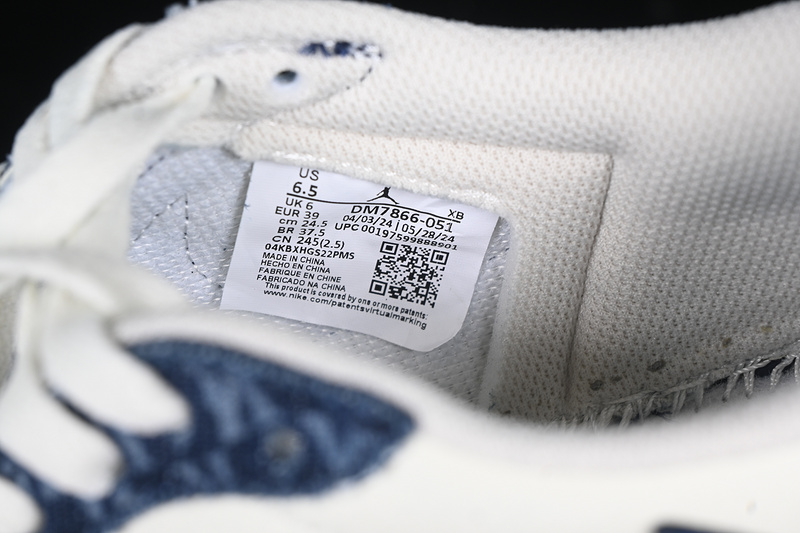 US
6.5
UK 6
EUR 39
cm 24.5
BR 37.5
CN 245(2.5)
04KBXHGS22PMS
MADE IN CHINA
HECHO EN CHINA
FABRIQUE EN CHINE
FABRICADO NA CHINA
This product is covered by one or more patents:
www.nike.com/patentsvirtualmarking
XB
DM7866-051
04/03/24 | 05/28/24
UPC 00197599888901